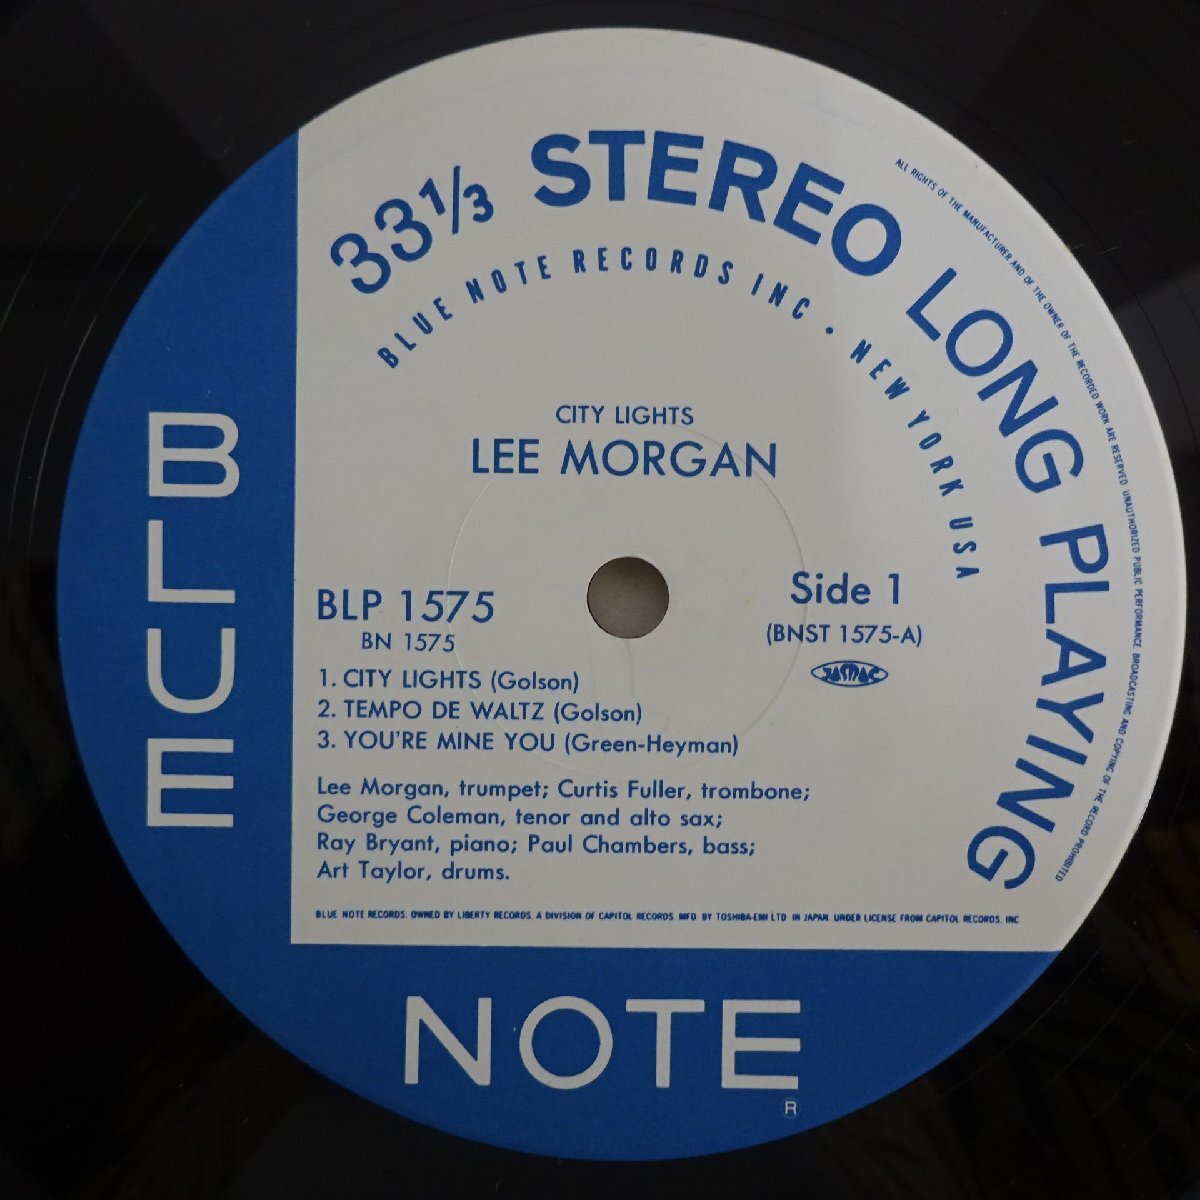 33 1/3 STEREO LONG PLAYING
BLUE NOTE RECORDS INC • NEW YORK USA
ALL RIGHTS OF THE MANUFACTURER AND OF THE OWNER OF THE RECORDED WORK ARE RESERVED. UNAUTHORIZED PUBLIC PERFORMANCE BROADCASTING AND COPYING OF THE RECORD PROHIBITED
CITY LIGHTS
LEE MORGAN
BLP 1575
BN 1575
Side 1
(BNST 1575-A)
JASRAC
1. CITY LIGHTS (Golson)
2. TEMPO DE WALTZ (Golson)
3. YOU'RE MINE YOU (Green-Heyman)
Lee Morgan, trumpet; Curtis Fuller, trombone;
George Coleman, tenor and alto sax;
Ray Bryant, piano; Paul Chambers, bass;
Art Taylor, drums.
BLUE NOTE RECORDS. OWNED BY LIBERTY RECORDS. A DIVISION OF CAPITOL RECORDS. MFD. BY TOSHIBA-EMI LTD. IN JAPAN. UNDER LICENSE FROM CAPITOL RECORDS. INC
BLUE
NOTE
®